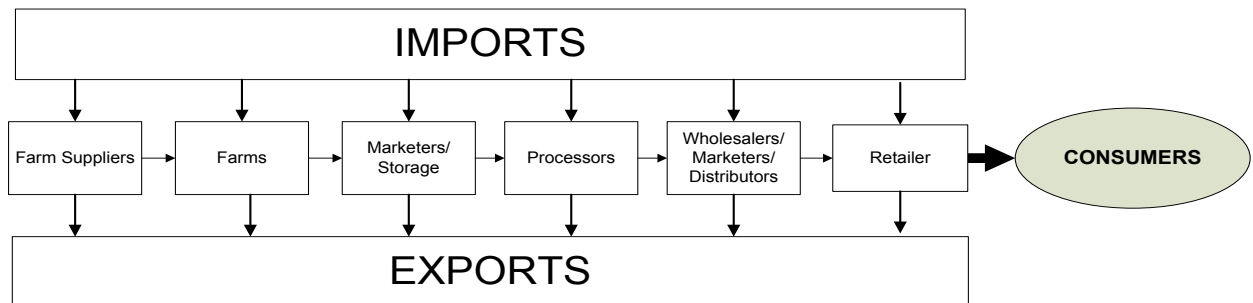 IMPORTS
Farm Suppliers
Farms
Marketers/
Storage
Processors
Wholesalers/
Marketers/
Distributors
Retailer
CONSUMERS
EXPORTS